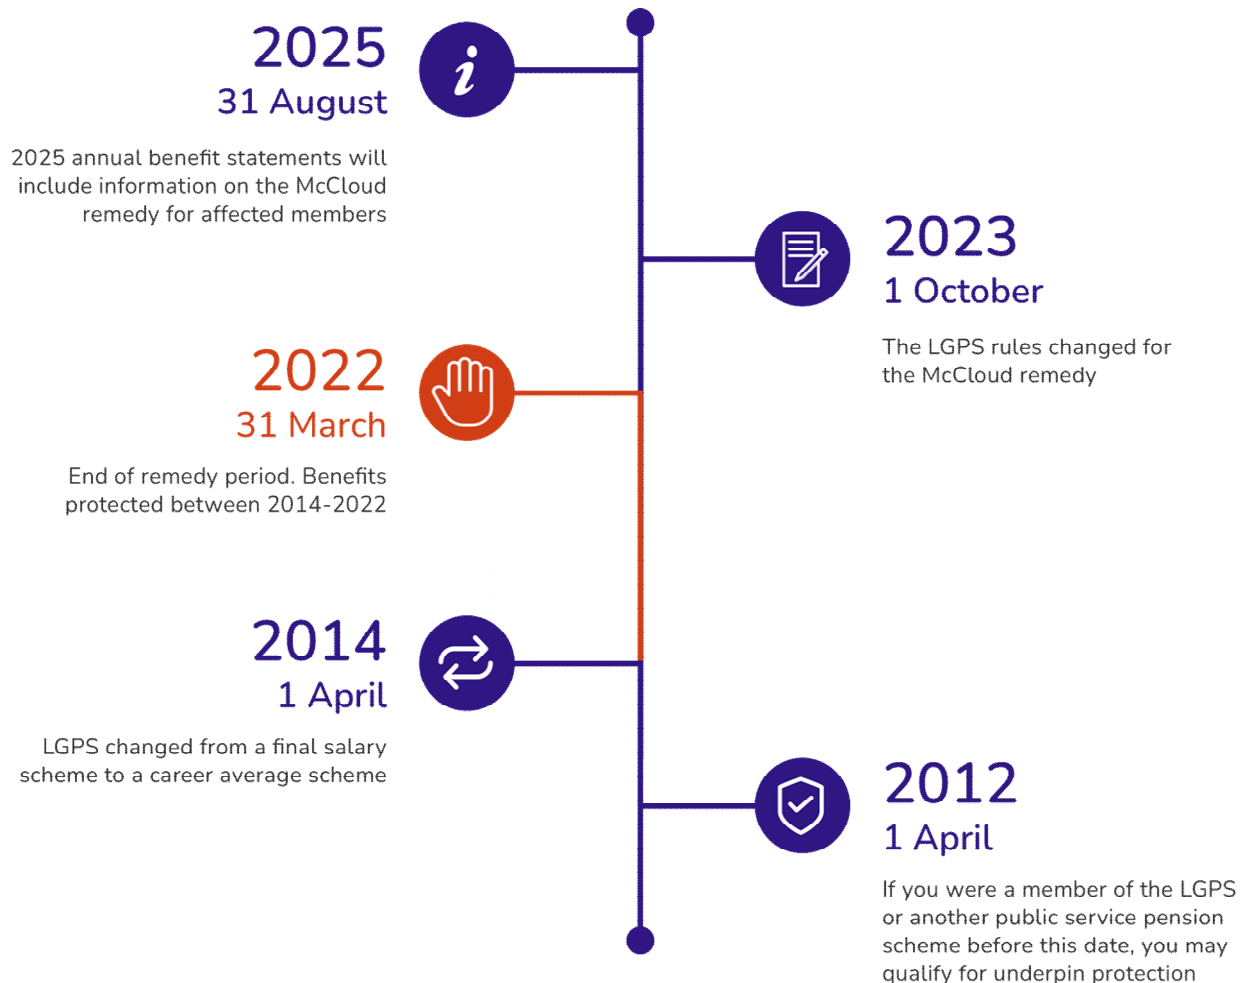 2025
31 August
2025 annual benefit statements will
include information on the McCloud
remedy for affected members
2023
1 October
The LGPS rules changed for
the McCloud remedy
2022
31 March
End of remedy period. Benefits
protected between 2014-2022
2014
1 April
LGPS changed from a final salary
scheme to a career average scheme
2012
1 April
If you were a member of the LGPS
or another public service pension
scheme before this date, you may
qualify for underpin protection